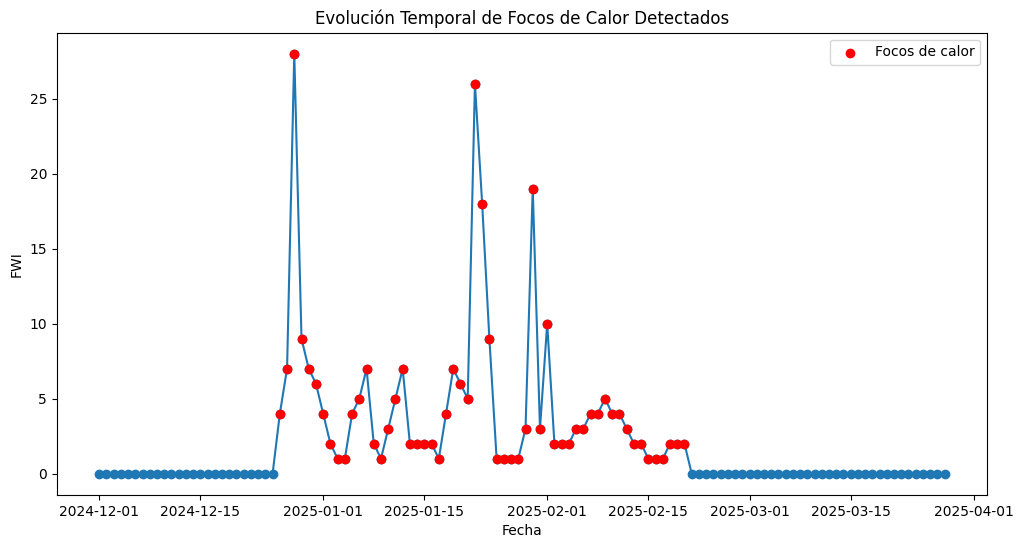 Evolución Temporal de Focos de Calor Detectados
Focos de calor
FWI
25
20
15
10
5
0
2024-12-01 2024-12-15 2025-01-01 2025-01-15 2025-02-01 2025-02-15 2025-03-01 2025-03-15 2025-04-01
Fecha